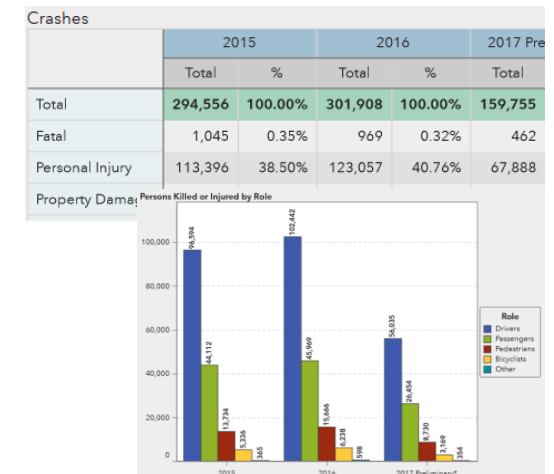 Crashes
2015 2016 2017 Pre
Total % Total % Total
Total 294,556 100.00% 301,908 100.00% 159,755
Fatal 1,045 0.35% 969 0.32% 462
Personal Injury 113,396 38.50% 123,057 40.76% 67,888
Property Damag
Persons Killed or Injured by Role
100,000
80,000
60,000
40,000
20,000
0
96,594
44,112
13,734
5,336
365
102,442
45,969
15,666
6,238
598
56,035
26,454
8,730
3,169
354
2015 2016 2017 Preliminary*
Role
Drivers
Passengers
Pedestrians
Bicyclists
Other